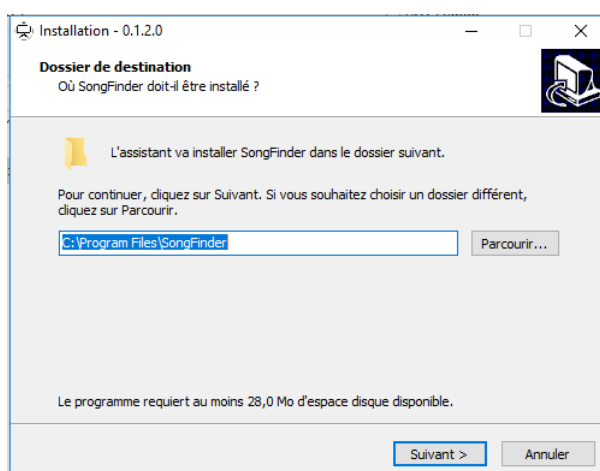 Installation - 0.1.2.0
Dossier de destination
Où SongFinder doit-il être installé ?
L'assistant va installer SongFinder dans le dossier suivant.
Pour continuer, cliquez sur Suivant. Si vous souhaitez choisir un dossier différent,
cliquez sur Parcourir.
C:\Program Files\SongFinder
Parcourir...
Le programme requiert au moins 28,0 Mo d'espace disque disponible.
Suivant >
Annuler